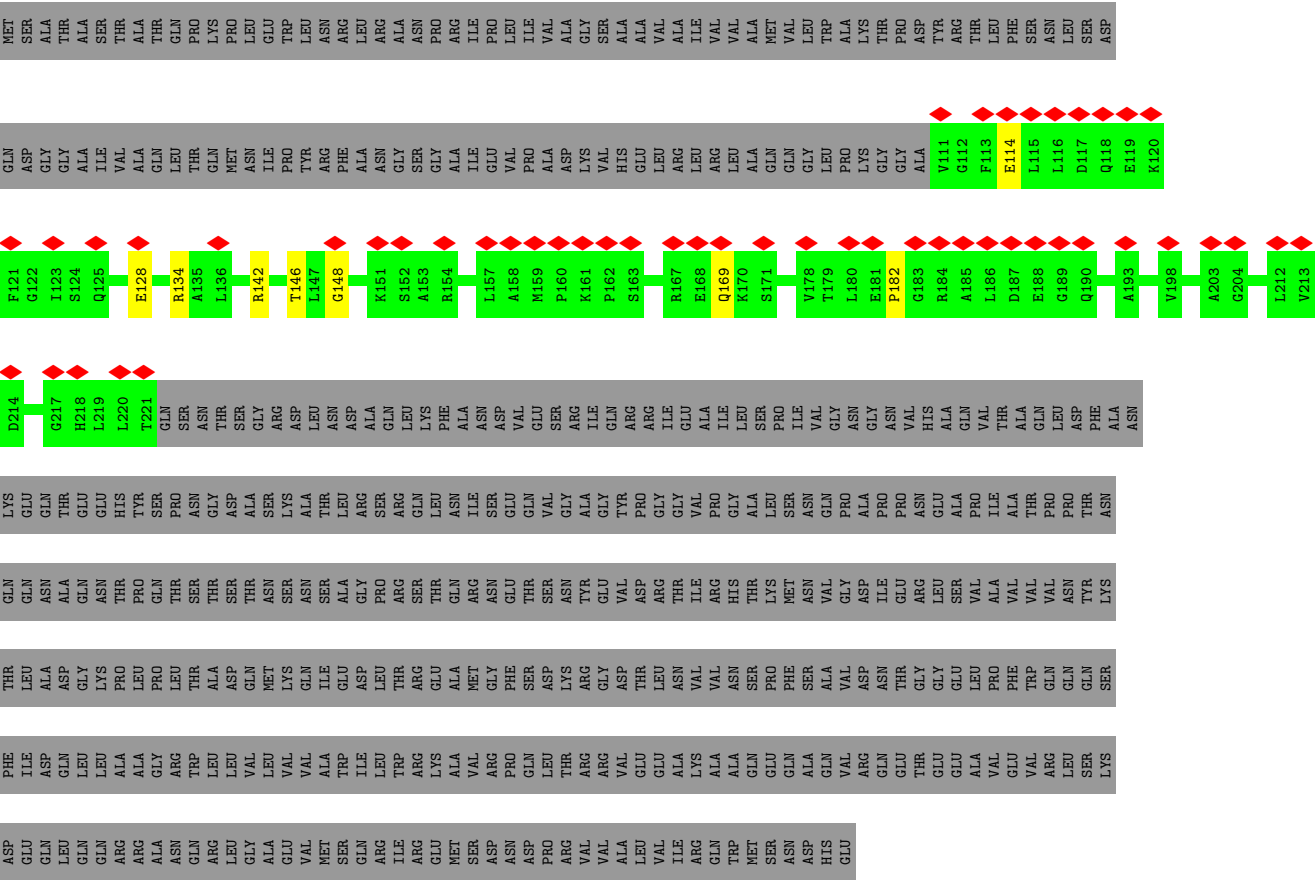 MET SER ALA THR ALA SER THR ALA THR GLN PRO LYS PRO LEU GLU TRP LEU ASN ARG LEU ARG ALA ASN PRO ARG ILE PRO LEU ILE VAL ALA GLY SER ALA ALA VAL ALA ILE VAL VAL ALA MET VAL LEU TRP ALA LYS THR PRO ASP TYR ARG THR LEU PHE SER ASN LEU SER ASP
GLN ASP GLY GLY ALA ILE VAL ALA GLN LEU THR GLN MET ASN ILE PRO TYR ARG PHE ALA ASN GLY SER GLY ALA ILE GLU VAL PRO ALA ASP LYS VAL HIS GLU LEU ARG LEU ARG LEU ALA GLN GLN GLY LEU PRO LYS GLY GLY ALA V111 G112 F113 E114 L115 L116 D117 Q118 E119 K120
F121 G122 I123 S124 Q125 E128 R134 A135 L136 R142 T146 L147 G148 K151 S152 A153 R154 L157 A158 M159 P160 K161 P162 S163 R167 E168 Q169 K170 S171 V178 T179 L180 E181 P182 G183 R184 A185 L186 D187 E188 G189 Q190 A193 V198 A203 G204 L212 V213
D214 G217 H218 L219 L220 T221 GLN SER ASN THR SER GLY ARG ASP LEU ASN ASP ALA GLN LEU LYS PHE ALA ASN ASP VAL GLU SER ARG ILE GLN ARG ARG ILE GLU ALA ILE LEU SER PRO ILE VAL GLY ASN GLY ASN VAL HIS ALA GLN VAL THR ALA GLN LEU ASP PHE ALA ASN
LYS GLU GLN THR GLU GLU HIS TYR SER PRO ASN GLY ASP ALA SER LYS ALA THR LEU ARG SER ARG GLN LEU ASN ILE SER GLU GLN VAL GLY ALA GLY TYR PRO GLY GLY VAL PRO GLY ALA LEU SER ASN GLN PRO ALA PRO PRO ASN GLU ALA PRO ILE ALA THR PRO PRO THR ASN
GLN GLN ASN ALA GLN ASN THR PRO GLN THR SER THR SER THR ASN SER ASN SER ALA GLY PRO ARG SER THR GLN ARG ASN GLU THR SER ASN TYR GLU VAL ASP ARG THR ILE ARG HIS THR LYS MET ASN VAL GLY ASP ILE GLU ARG LEU SER VAL ALA VAL VAL VAL ASN TYR LYS
THR LEU ALA ASP GLY LYS PRO LEU PRO LEU THR ALA ASP GLN MET LYS GLN ILE GLU ASP LEU THR ARG GLU ALA MET GLY PHE SER ASP LYS ARG GLY ASP THR LEU ASN VAL VAL ASN SER PRO PHE SER ALA VAL ASP ASN THR GLY GLY GLU LEU PRO PHE TRP GLN GLN GLN SER
PHE ILE ASP GLN LEU LEU ALA ALA GLY ARG TRP LEU LEU VAL LEU VAL VAL ALA TRP ILE LEU TRP ARG LYS ALA VAL ARG PRO GLN LEU THR ARG ARG VAL GLU GLU ALA LYS ALA ALA GLN GLU GLN ALA GLN VAL ARG GLN GLU THR GLU GLU ALA VAL GLU VAL ARG LEU SER LYS
ASP GLU GLN LEU GLN GLN ARG ARG ALA ASN GLN ARG LEU GLY ALA GLU VAL MET SER GLN ARG ILE ARG GLU MET SER ASP ASN ASP PRO ARG VAL VAL ALA LEU VAL ILE ARG GLN TRP MET SER ASN ASP HIS GLU